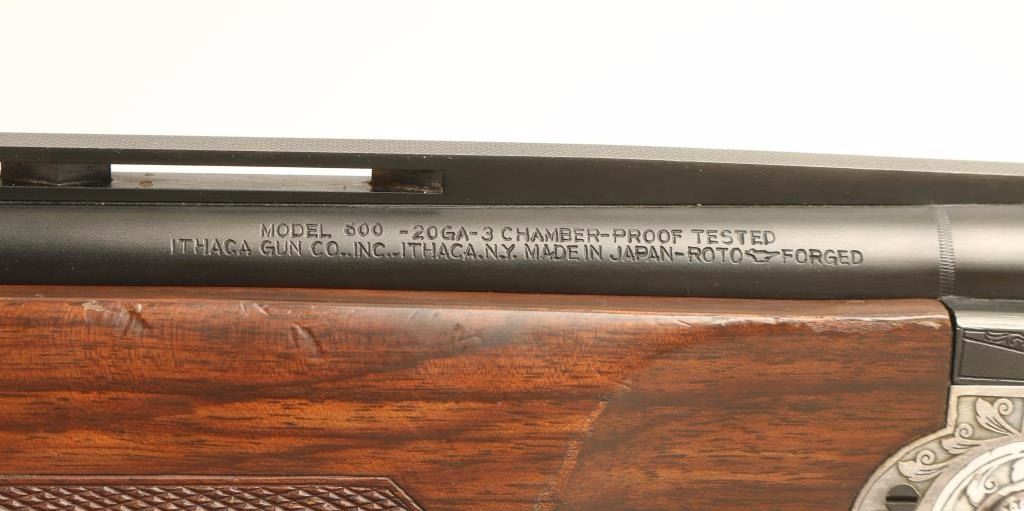 MODEL 600 -20GA-3 CHAMBER-PROOF TESTED
ITHACA GUN CO., INC.,-ITHACA, N.Y. MADE IN JAPAN-ROTO FORGED